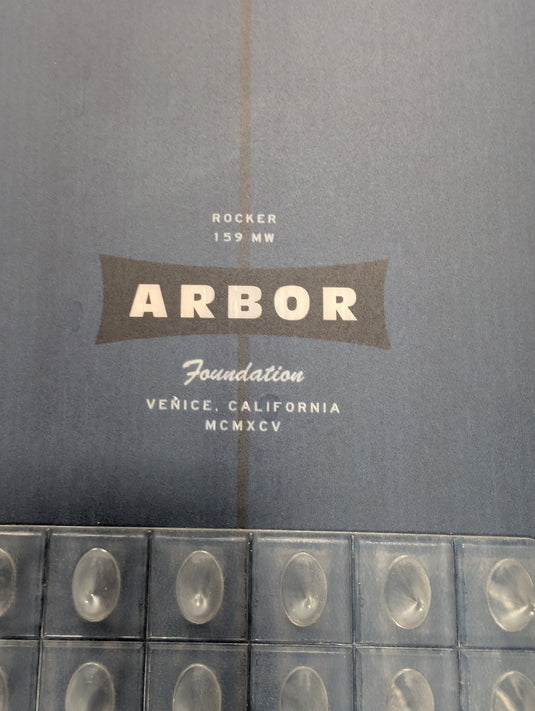 ROCKER
159 MW
ARBOR
Foundation
VENICE, CALIFORNIA
MCMXCV